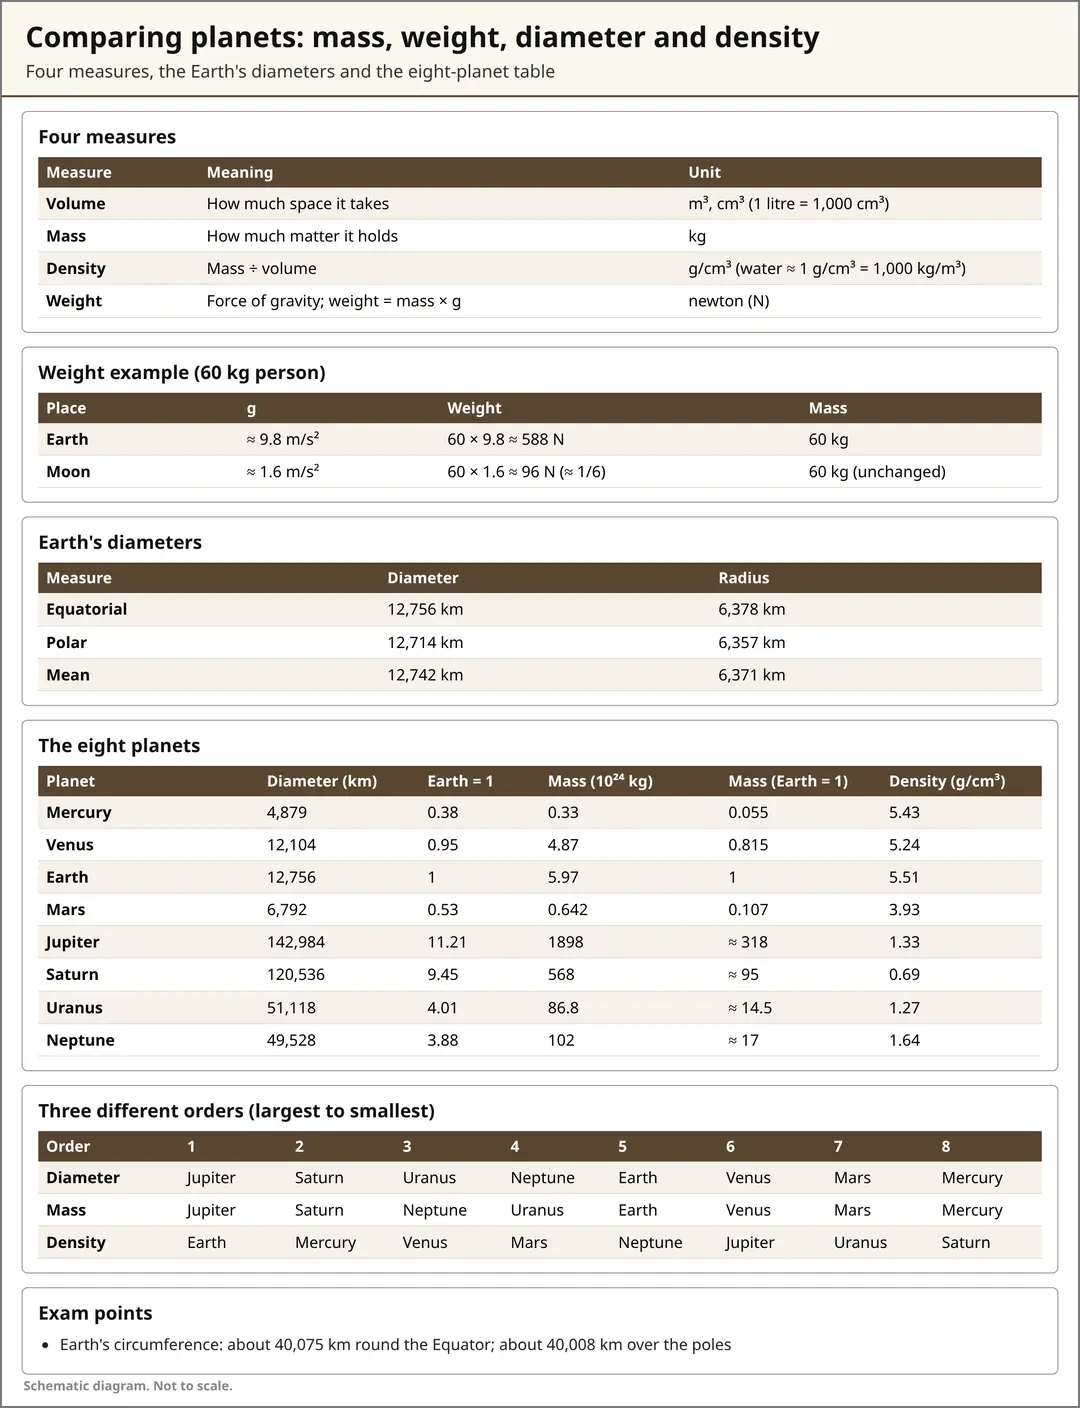 Comparing planets: mass, weight, diameter and density
Four measures, the Earth's diameters and the eight-planet table
Four measures
Measure Meaning Unit
Volume How much space it takes m³, cm³ (1 litre = 1,000 cm³)
Mass How much matter it holds kg
Density Mass ÷ volume g/cm³ (water ≈ 1 g/cm³ = 1,000 kg/m³)
Weight Force of gravity; weight = mass × g newton (N)
Weight example (60 kg person)
Place g Weight Mass
Earth ≈ 9.8 m/s² 60 × 9.8 ≈ 588 N 60 kg
Moon ≈ 1.6 m/s² 60 × 1.6 ≈ 96 N (≈ 1/6) 60 kg (unchanged)
Earth's diameters
Measure Diameter Radius
Equatorial 12,756 km 6,378 km
Polar 12,714 km 6,357 km
Mean 12,742 km 6,371 km
The eight planets
Planet Diameter (km) Earth = 1 Mass (10²⁴ kg) Mass (Earth = 1) Density (g/cm³)
Mercury 4,879 0.38 0.33 0.055 5.43
Venus 12,104 0.95 4.87 0.815 5.24
Earth 12,756 1 5.97 1 5.51
Mars 6,792 0.53 0.642 0.107 3.93
Jupiter 142,984 11.21 1898 ≈ 318 1.33
Saturn 120,536 9.45 568 ≈ 95 0.69
Uranus 51,118 4.01 86.8 ≈ 14.5 1.27
Neptune 49,528 3.88 102 ≈ 17 1.64
Three different orders (largest to smallest)
Order 1 2 3 4 5 6 7 8
Diameter Jupiter Saturn Uranus Neptune Earth Venus Mars Mercury
Mass Jupiter Saturn Neptune Uranus Earth Venus Mars Mercury
Density Earth Mercury Venus Mars Neptune Jupiter Uranus Saturn
Exam points
• Earth's circumference: about 40,075 km round the Equator; about 40,008 km over the poles
Schematic diagram. Not to scale.